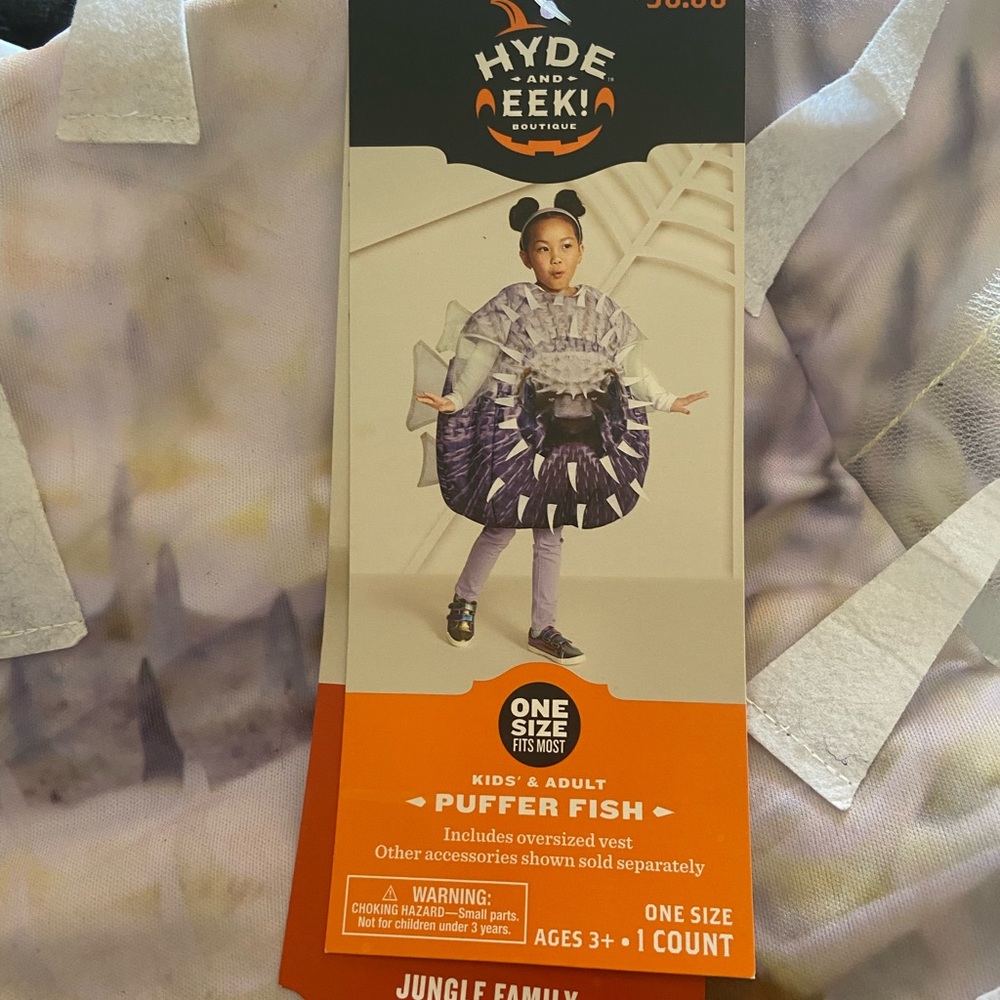 HYDE
AND
EEK!
BOUTIQUE
TM
ONE
SIZE
FITS MOST
KIDS' & ADULT
PUFFER FISH
Includes oversized vest
Other accessories shown sold separately
WARNING:
CHOKING HAZARD—Small parts.
Not for children under 3 years.
ONE SIZE
AGES 3+ • 1 COUNT
JUNGLE FAMILY